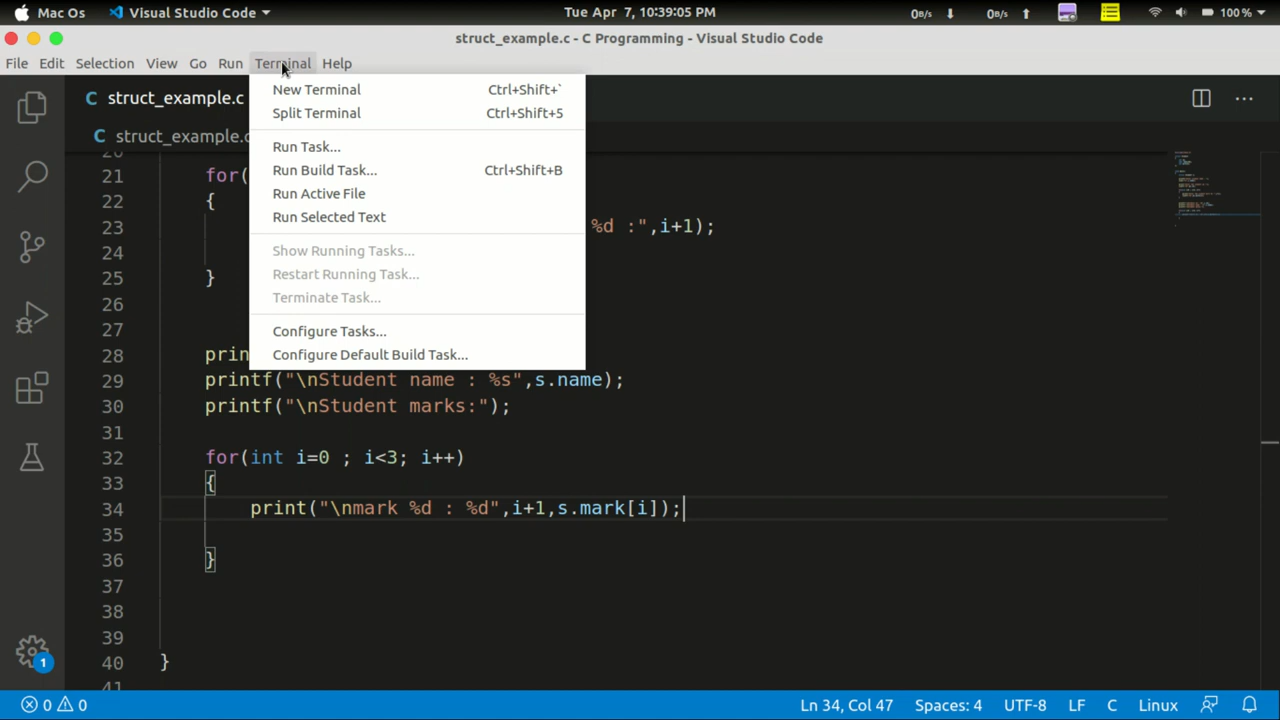 Mac Os Visual Studio Code Tue Apr 7, 10:39:05 PM 0B/s 0B/s 100%
struct_example.c - C Programming - Visual Studio Code
File Edit Selection View Go Run Terminal Help
New Terminal Ctrl+Shift+`
Split Terminal Ctrl+Shift+5
Run Task...
Run Build Task... Ctrl+Shift+B
Run Active File
Run Selected Text
Show Running Tasks...
Restart Running Task...
Terminate Task...
Configure Tasks...
Configure Default Build Task...
C struct_example.c
C struct_example.c
20
21 for(
22 {
23 %d :",i+1);
24
25 }
26
27
28 prin
29 printf("\nStudent name : %s",s.name);
30 printf("\nStudent marks:");
31
32 for(int i=0 ; i<3; i++)
33 {
34 print("\nmark %d : %d",i+1,s.mark[i]);
35
36 }
37
38
39
40 }
41
1
0 0 Ln 34, Col 47 Spaces: 4 UTF-8 LF C Linux